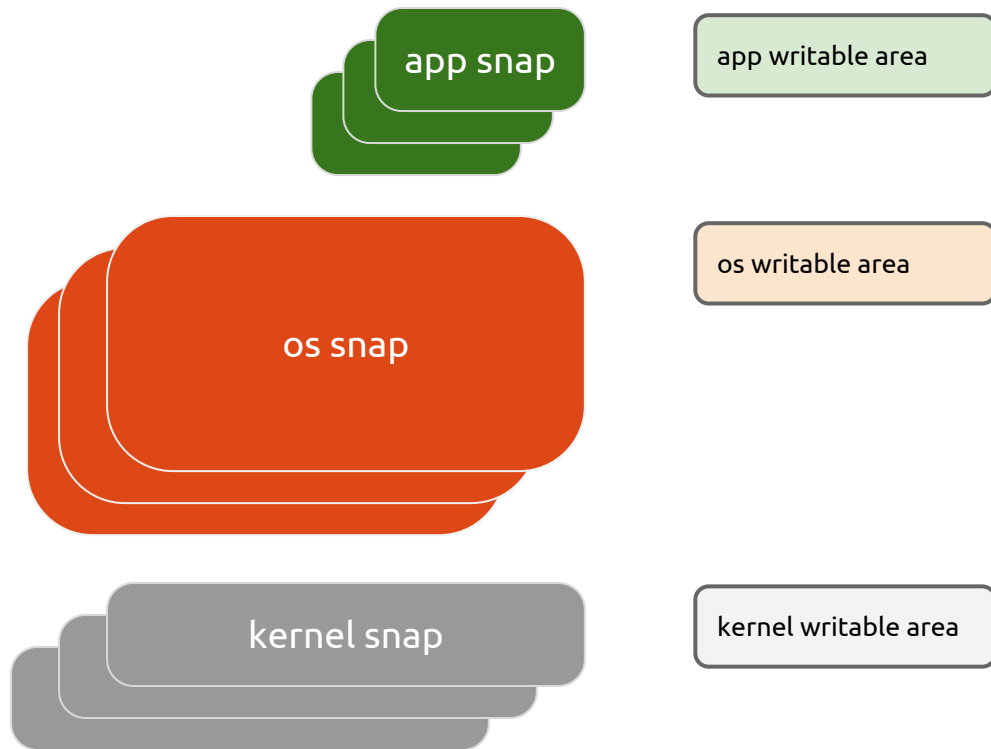 app snap
app writable area
os snap
os writable area
kernel snap
kernel writable area